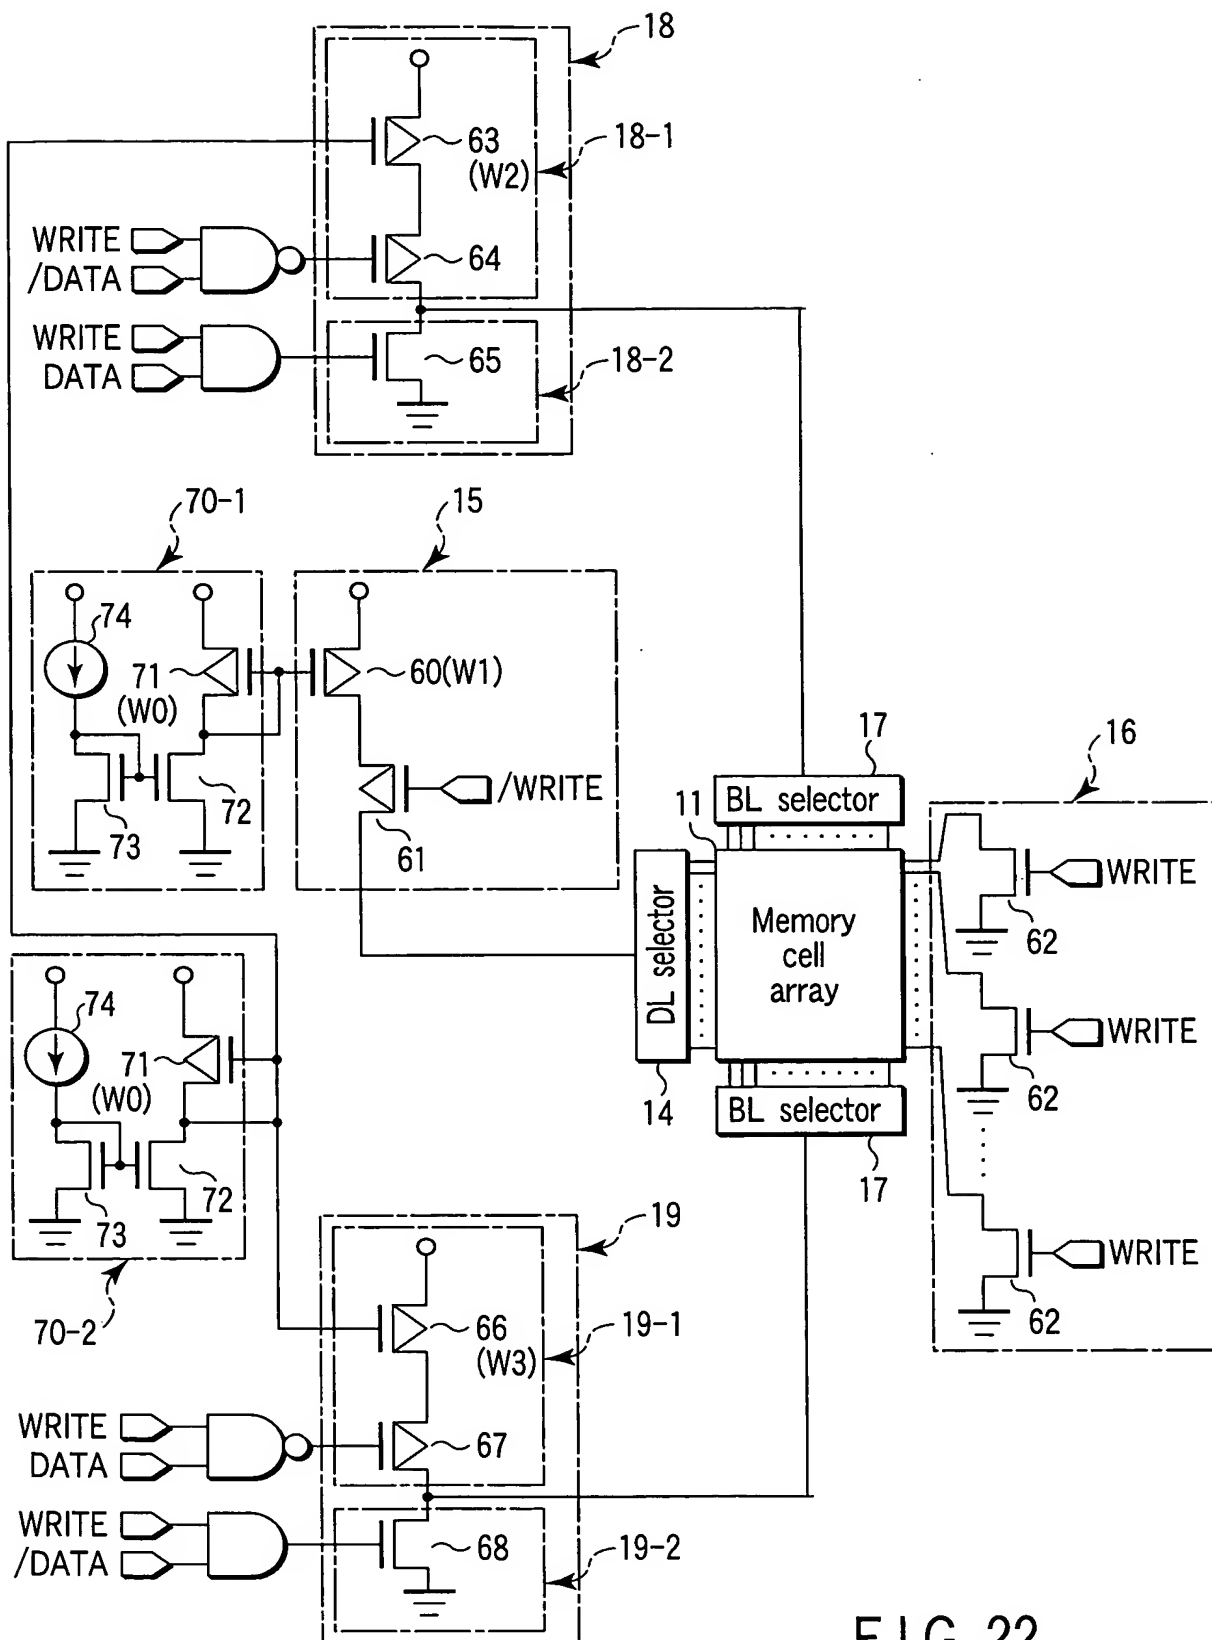 18
63
(W2)
18-1
WRITE
/DATA
64
WRITE
DATA
65
18-2
70-1
15
74
71
(W0)
60(W1)
72
73
/WRITE
61
17
BL selector
11
16
DL selector
Memory
cell
array
WRITE
62
WRITE
62
WRITE
62
14
BL selector
17
74
71
(W0)
72
73
70-2
19
66
(W3)
19-1
WRITE
DATA
67
WRITE
/DATA
68
19-2
FIG. 22